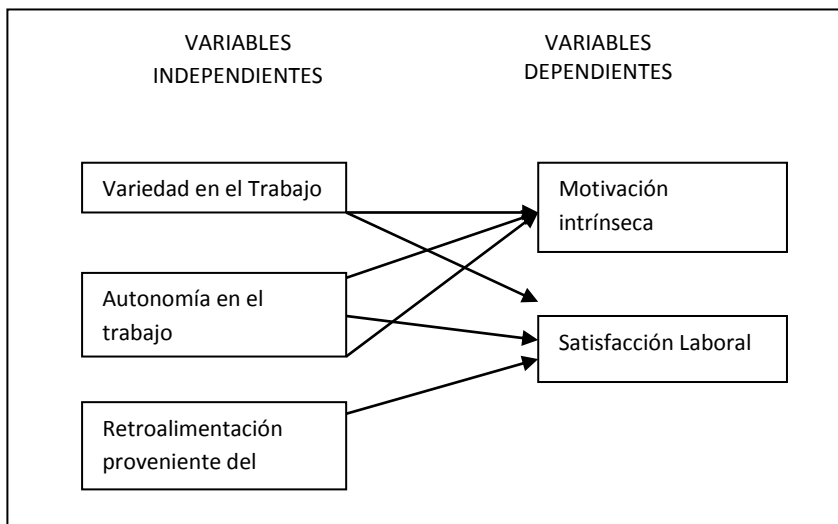 VARIABLES
INDEPENDIENTES
VARIABLES
DEPENDIENTES
Variedad en el Trabajo
Motivación
intrínseca
Autonomía en el
trabajo
Satisfacción Laboral
Retroalimentación
proveniente del